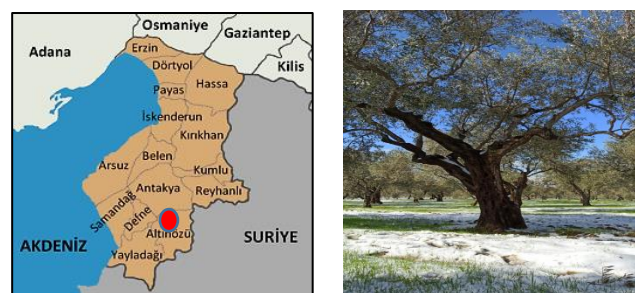 Osmaniye
Gaziantep
Adana
Erzin
Kilis
Dörtyol
Hassa
Payas
İskenderun
Kırıkhan
Belen
Arsuz
Kumlu
Antakya
Reyhanlı
Samandağ
Defne
Altınözü
AKDENİZ
SURİYE
Yayladağı